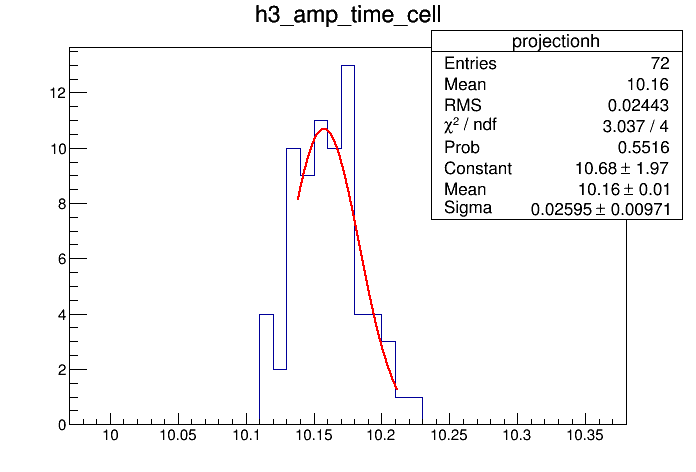 h3_amp_time_cell
projectionh
Entries 72
Mean 10.16
RMS 0.02443
χ² / ndf 3.037 / 4
Prob 0.5516
Constant 10.68 ± 1.97
Mean 10.16 ± 0.01
Sigma 0.02595 ± 0.00971
12
10
8
6
4
2
0
10 10.05 10.1 10.15 10.2 10.25 10.3 10.35